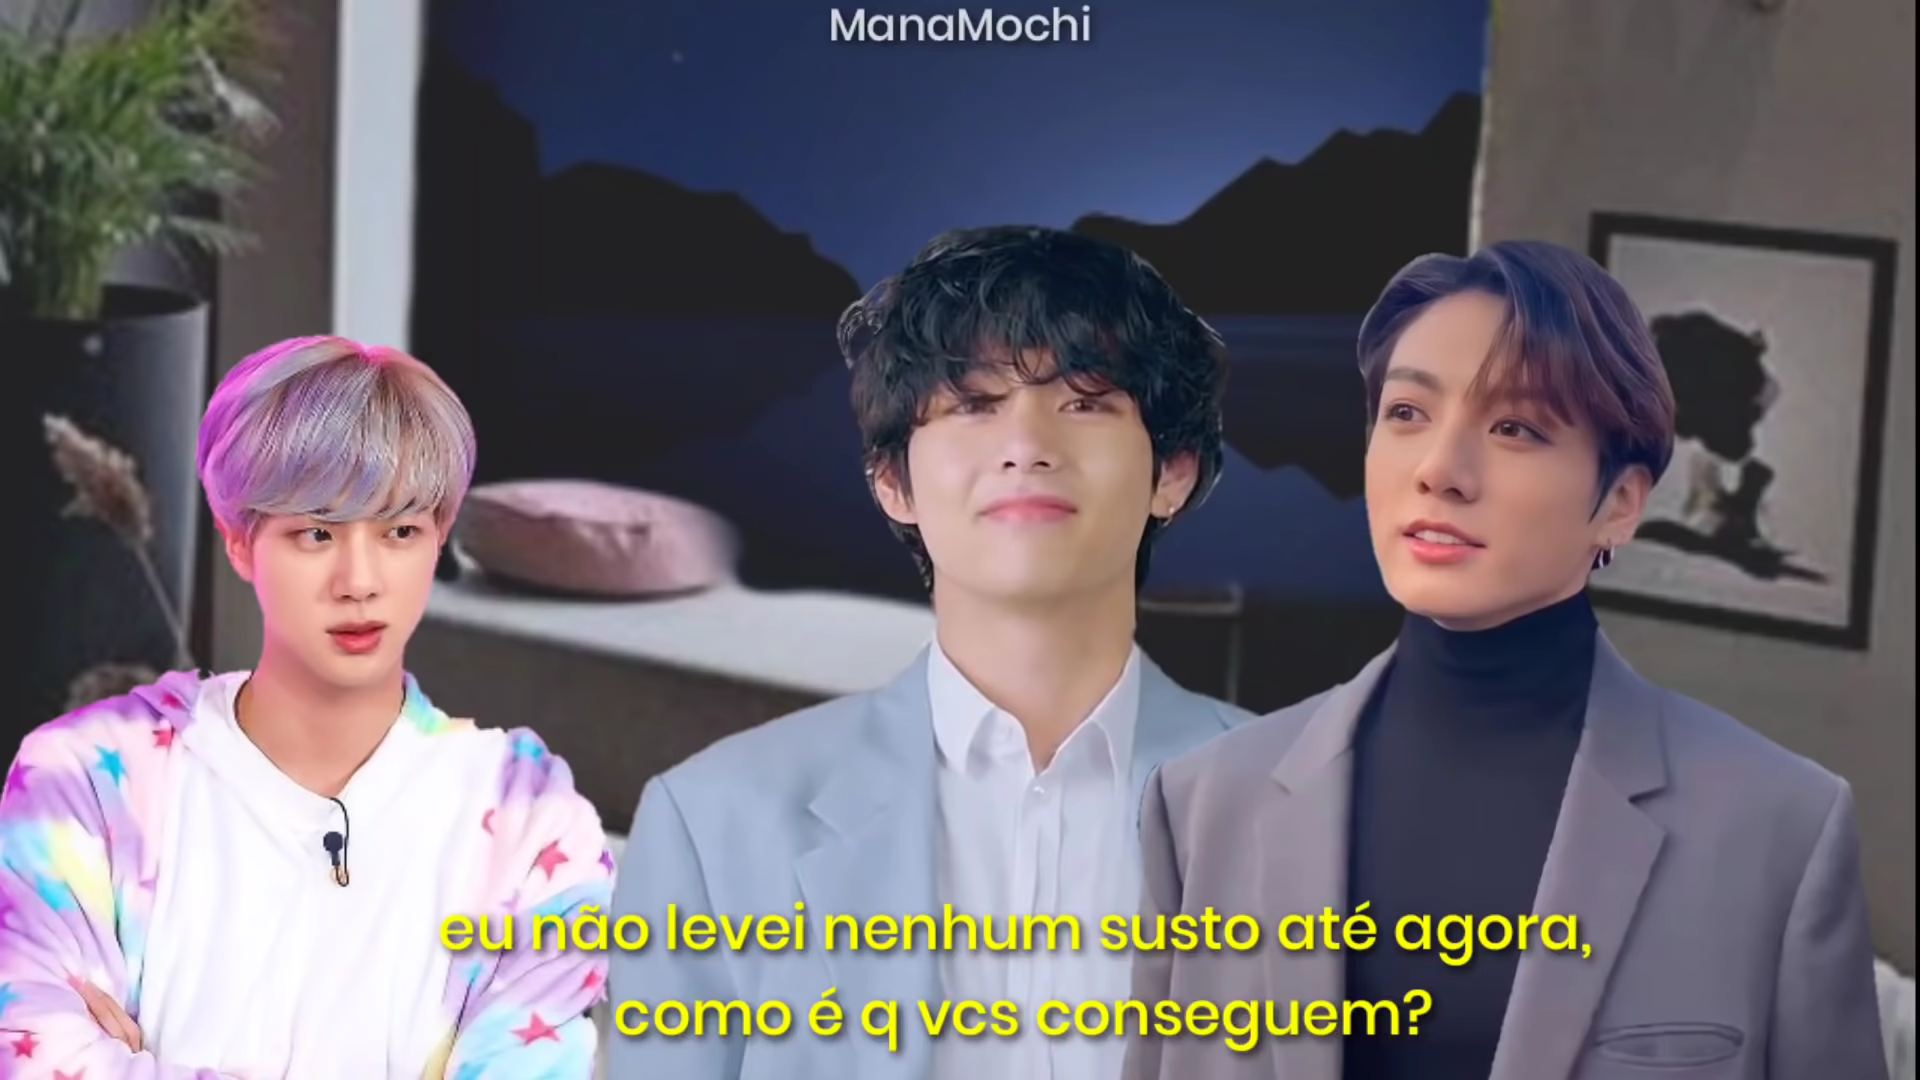 ManaMochi
eu não levei nenhum susto até agora,
como é q vcs conseguem?